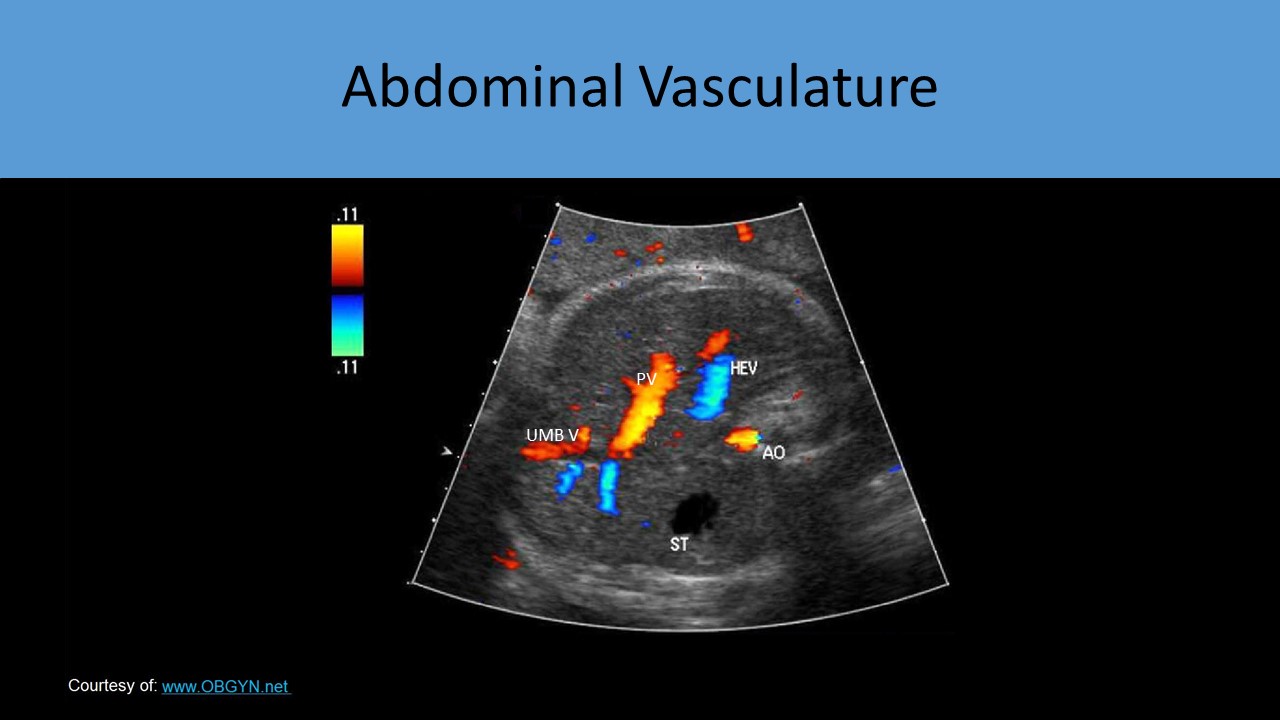 Abdominal Vasculature
.11
.11
PV
HEV
UMB V
AO
ST
Courtesy of: www.OBGYN.net